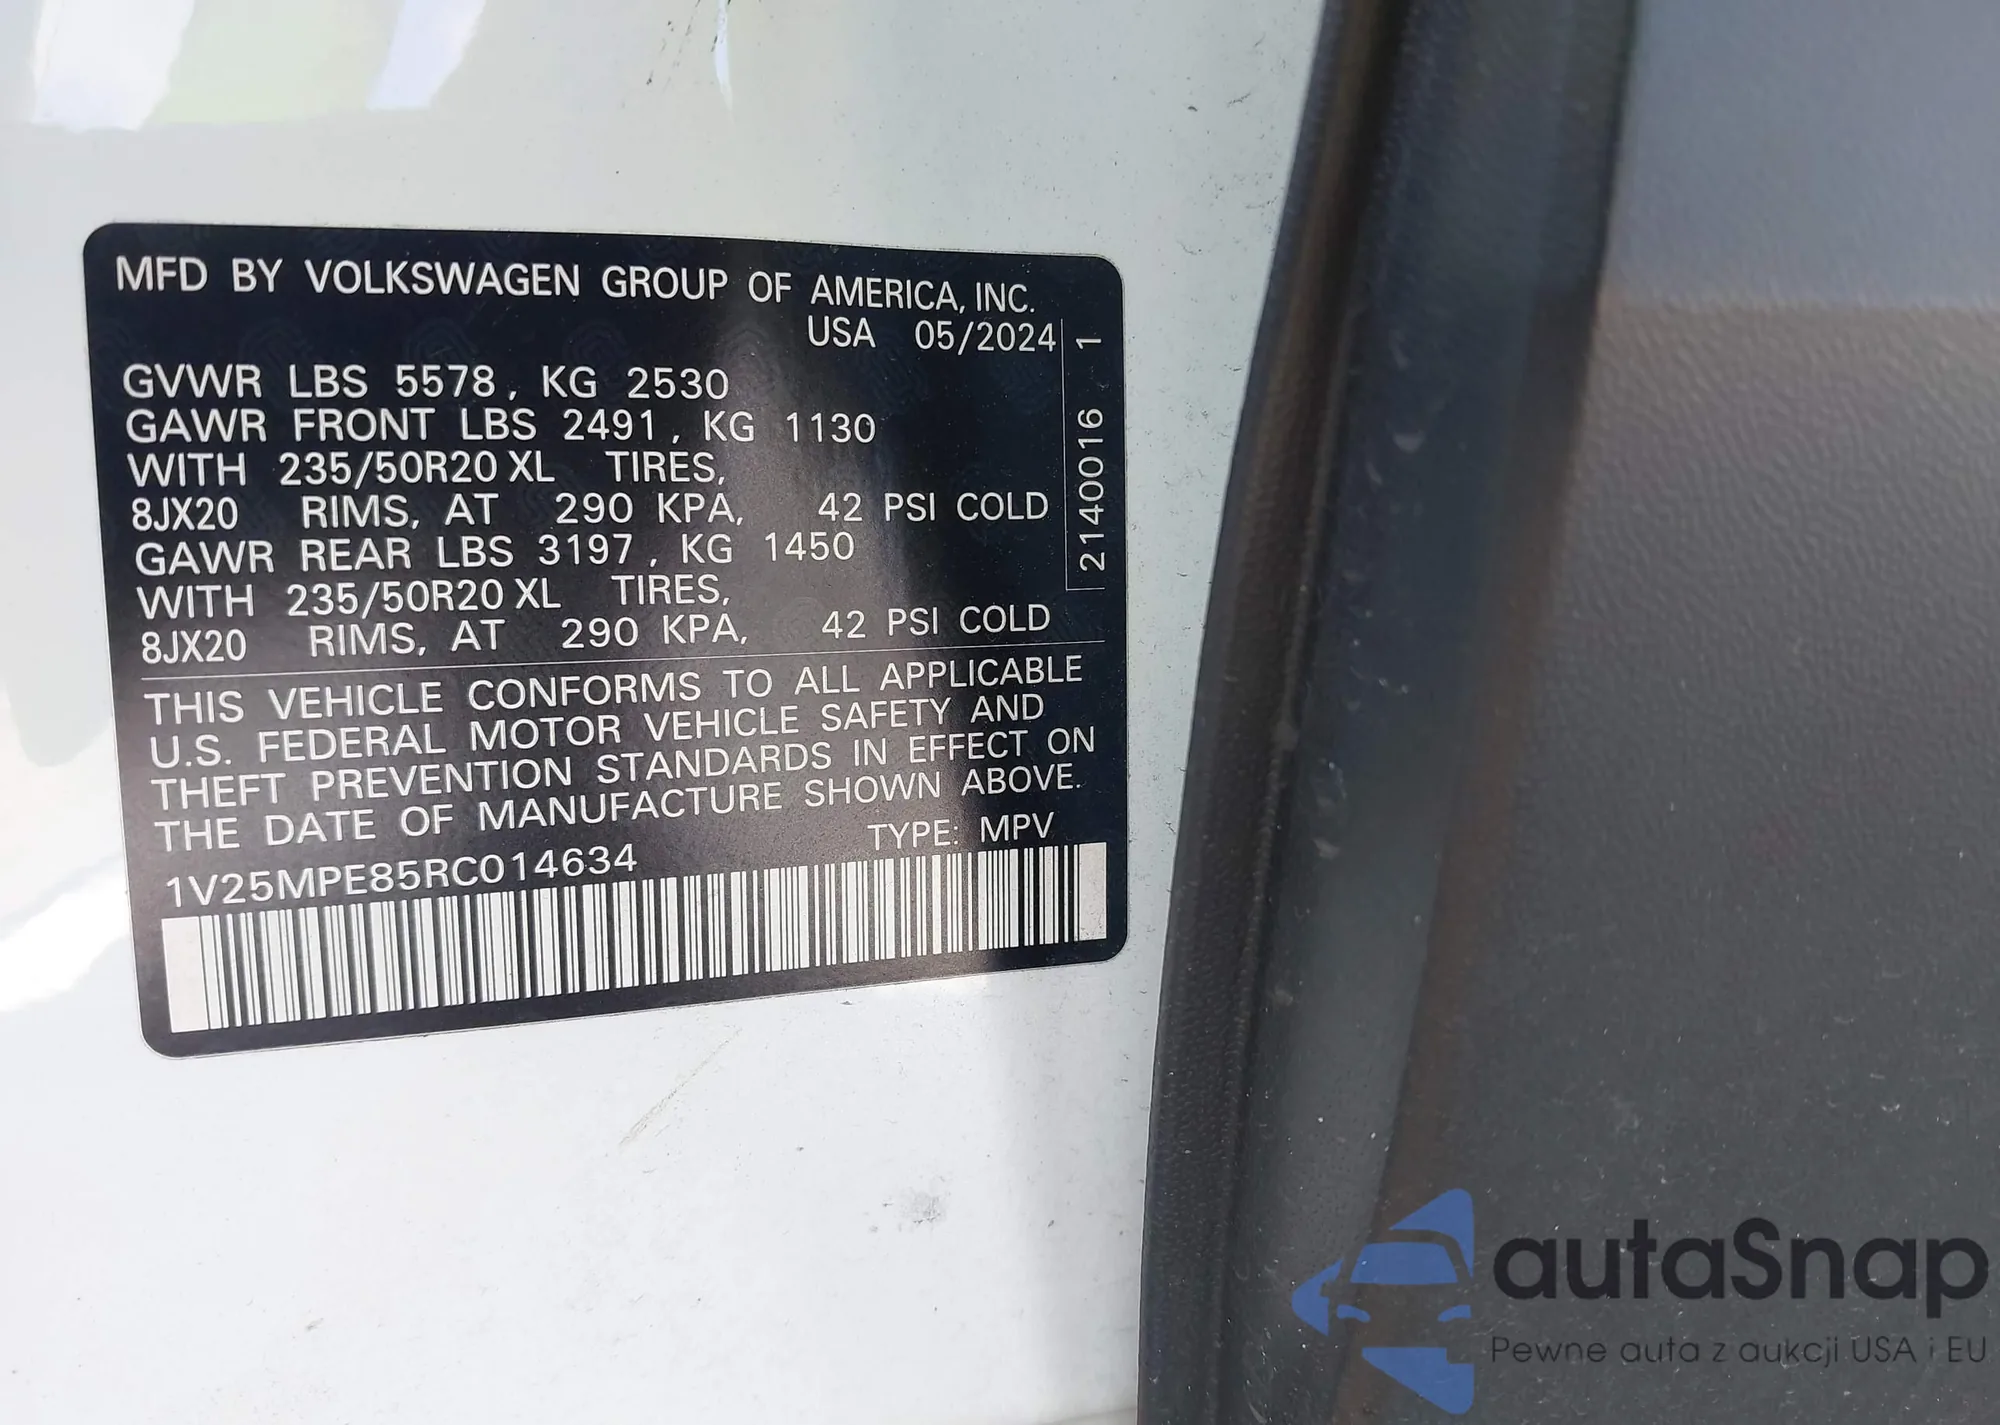 MFD BY VOLKSWAGEN GROUP OF AMERICA, INC.
USA 05/2024
GVWR LBS 5578, KG 2530
GAWR FRONT LBS 2491, KG 1130
WITH 235/50R20 XL TIRES,
8JX20 RIMS, AT 290 KPA, 42 PSI COLD
GAWR REAR LBS 3197, KG 1450
WITH 235/50R20 XL TIRES,
8JX20 RIMS, AT 290 KPA, 42 PSI COLD
21400016 1
THIS VEHICLE CONFORMS TO ALL APPLICABLE
U.S. FEDERAL MOTOR VEHICLE SAFETY AND
THEFT PREVENTION STANDARDS IN EFFECT ON
THE DATE OF MANUFACTURE SHOWN ABOVE.
TYPE: MPV
1V25MPE85RC014634
autaSnap
Pewne auta z aukcji USA i EU